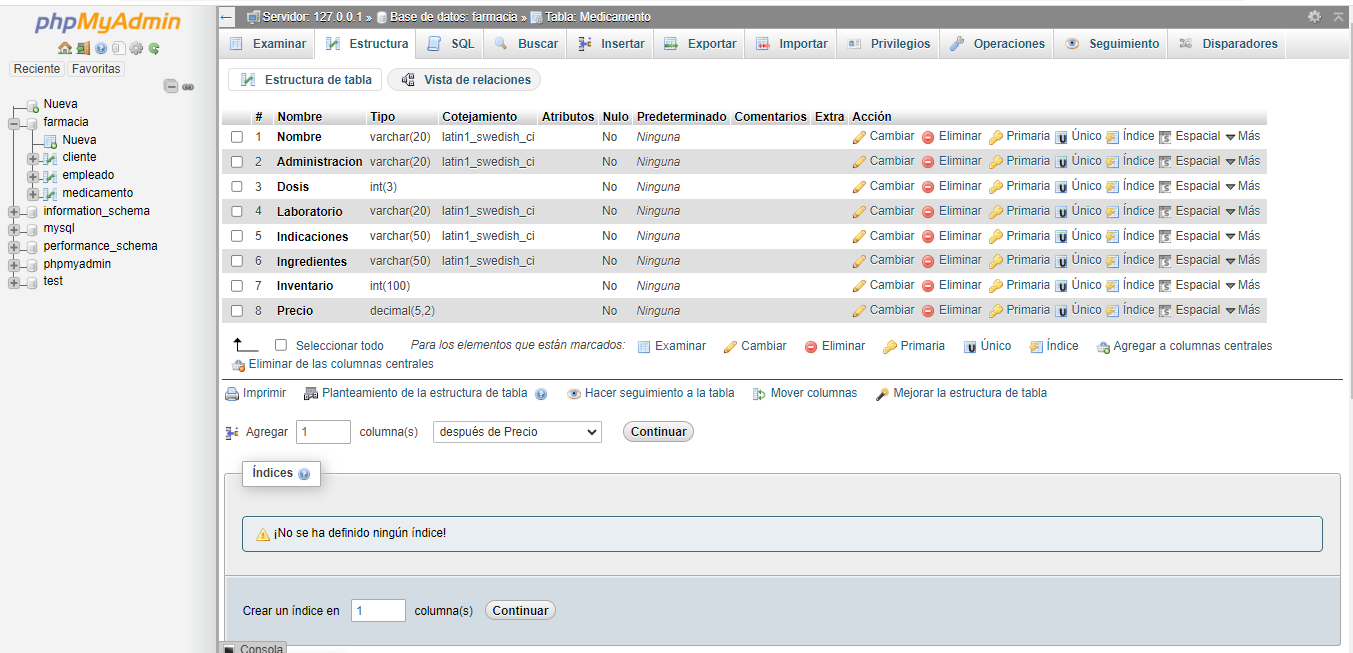 phpMyAdmin
Reciente Favoritas
Nueva
farmacia
Nueva
cliente
empleado
medicamento
information_schema
mysql
performance_schema
phpmyadmin
test
Servidor: 127.0.0.1 » Base de datos: farmacia » Tabla: Medicamento
Examinar Estructura SQL Buscar Insertar Exportar Importar Privilegios Operaciones Seguimiento Disparadores
Estructura de tabla Vista de relaciones
# Nombre Tipo Cotejamiento Atributos Nulo Predeterminado Comentarios Extra Acción
1 Nombre varchar(20) latin1_swedish_ci No Ninguna Cambiar Eliminar Primaria Único Índice Espacial Más
2 Administracion varchar(20) latin1_swedish_ci No Ninguna Cambiar Eliminar Primaria Único Índice Espacial Más
3 Dosis int(3) No Ninguna Cambiar Eliminar Primaria Único Índice Espacial Más
4 Laboratorio varchar(20) latin1_swedish_ci No Ninguna Cambiar Eliminar Primaria Único Índice Espacial Más
5 Indicaciones varchar(50) latin1_swedish_ci No Ninguna Cambiar Eliminar Primaria Único Índice Espacial Más
6 Ingredientes varchar(50) latin1_swedish_ci No Ninguna Cambiar Eliminar Primaria Único Índice Espacial Más
7 Inventario int(100) No Ninguna Cambiar Eliminar Primaria Único Índice Espacial Más
8 Precio decimal(5,2) No Ninguna Cambiar Eliminar Primaria Único Índice Espacial Más
Seleccionar todo Para los elementos que están marcados: Examinar Cambiar Eliminar Primaria Único Índice Agregar a columnas centrales
Eliminar de las columnas centrales
Imprimir Planteamiento de la estructura de tabla Hacer seguimiento a la tabla Mover columnas Mejorar la estructura de tabla
Agregar 1 columna(s) después de Precio Continuar
Índices
¡No se ha definido ningún índice!
Crear un índice en 1 columna(s) Continuar
Consola